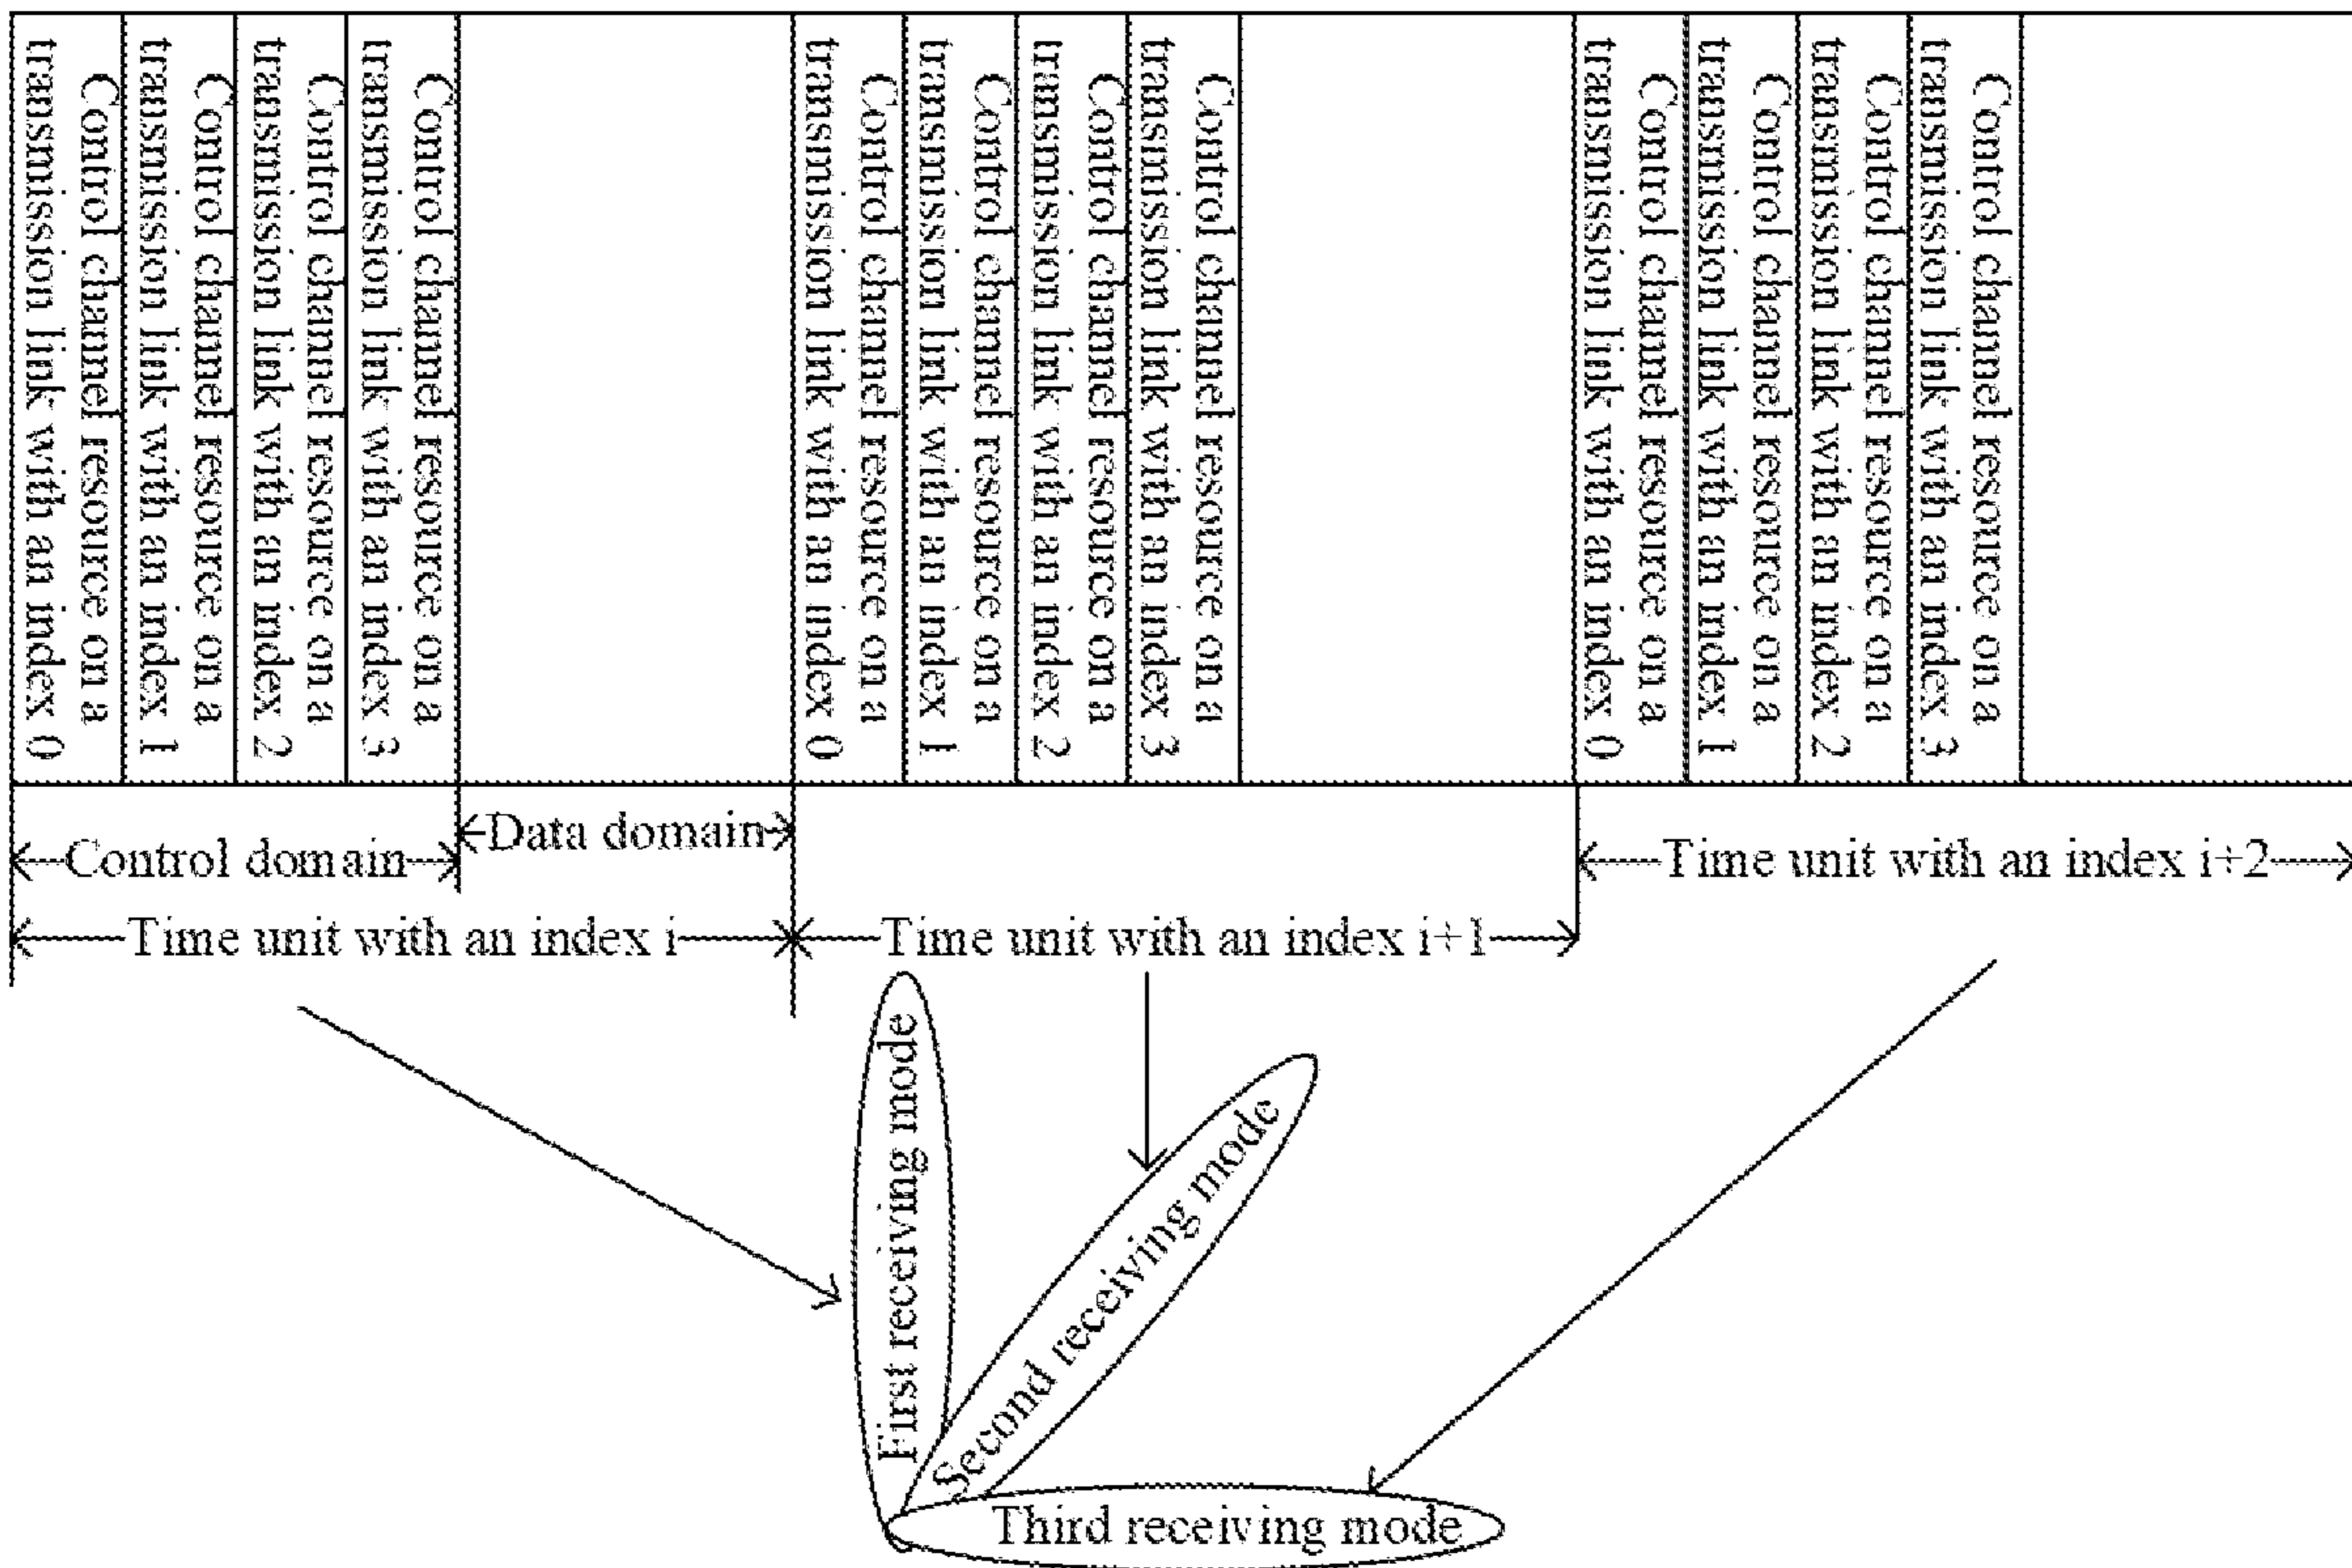 Control channel resource on a
transmission link with an index 0
Control channel resource on a
transmission link with an index 1
Control channel resource on a
transmission link with an index 2
Control channel resource on a
transmission link with an index 3
Control channel resource on a
transmission link with an index 0
Control channel resource on a
transmission link with an index 1
Control channel resource on a
transmission link with an index 2
Control channel resource on a
transmission link with an index 3
Control channel resource on a
transmission link with an index 0
Control channel resource on a
transmission link with an index 1
Control channel resource on a
transmission link with an index 2
Control channel resource on a
transmission link with an index 3
Control domain
Data domain
Time unit with an index i+2
Time unit with an index i
Time unit with an index i+1
First receiving mode
Second receiving mode
Third receiving mode